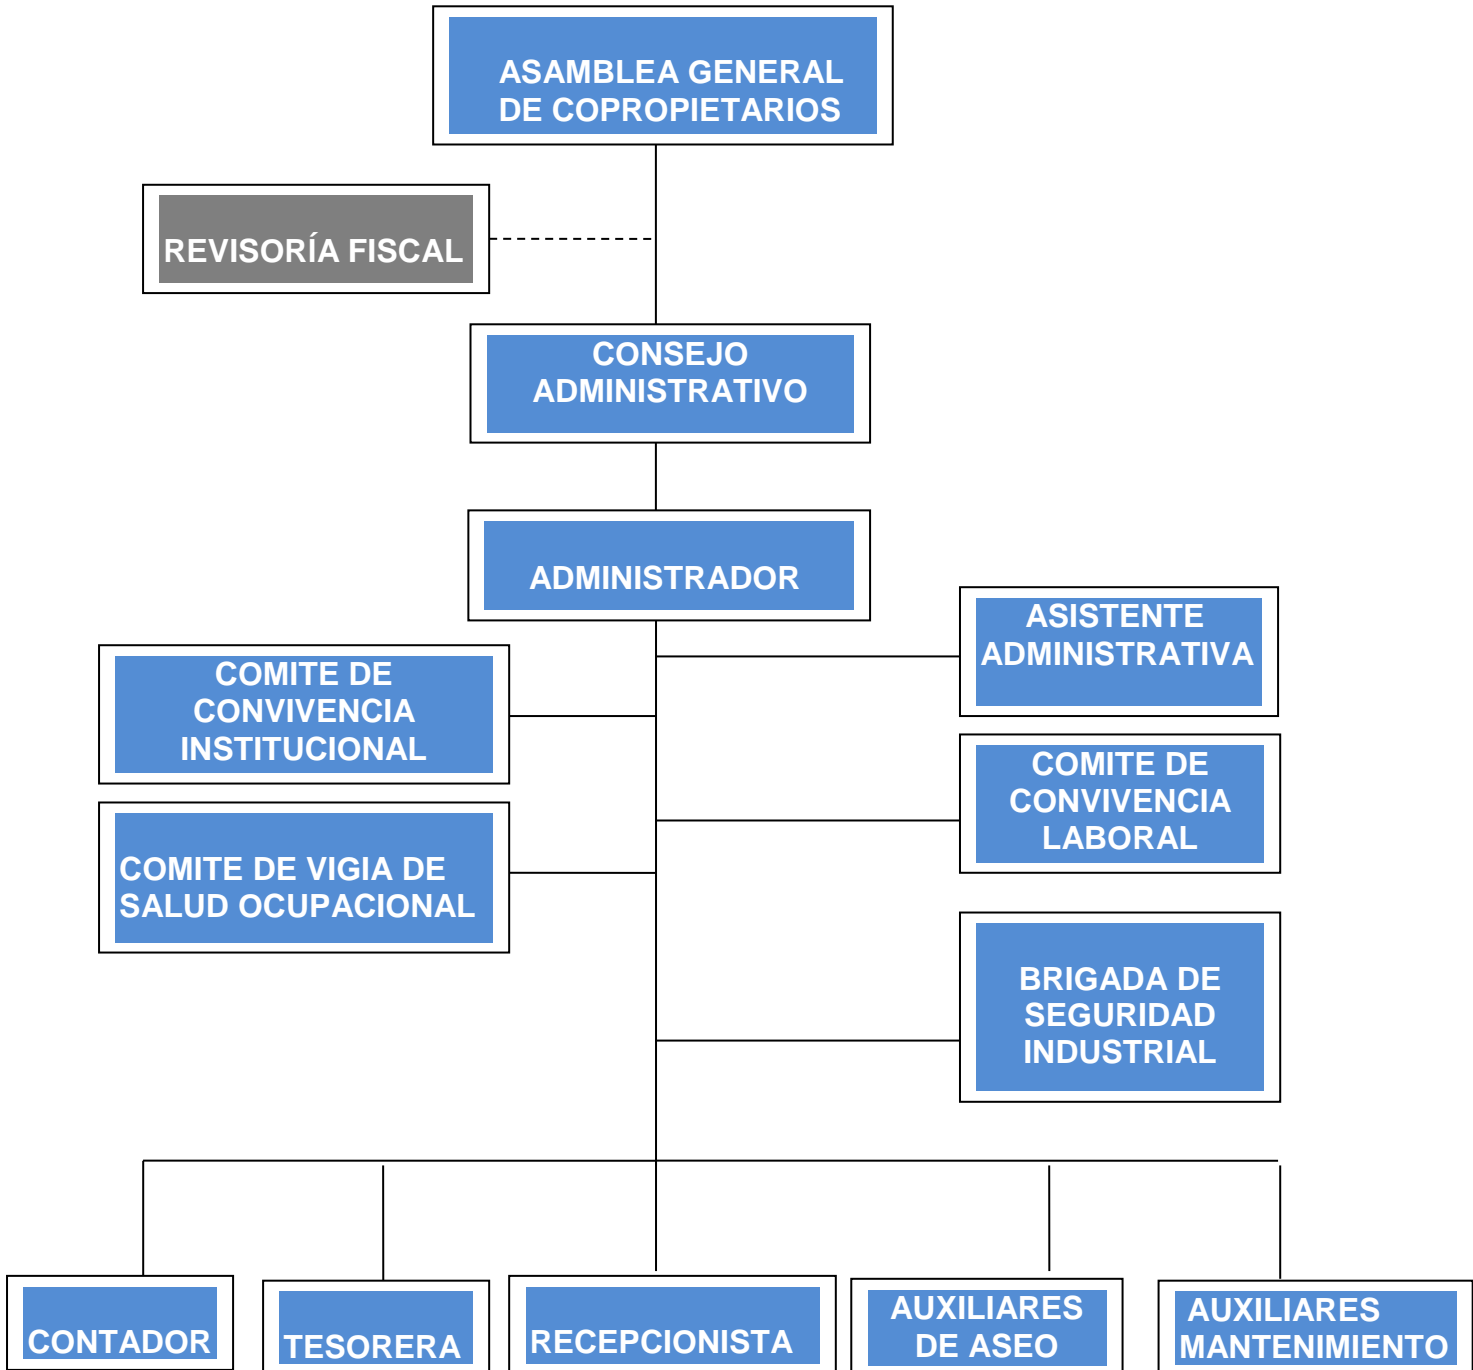 ASAMBLEA GENERAL
DE COPROPIETARIOS
REVISORÍA FISCAL
CONSEJO
ADMINISTRATIVO
ADMINISTRADOR
ASISTENTE
ADMINISTRATIVA
COMITE DE
CONVIVENCIA
INSTITUCIONAL
COMITE DE
CONVIVENCIA
LABORAL
COMITE DE VIGIA DE
SALUD OCUPACIONAL
BRIGADA DE
SEGURIDAD
INDUSTRIAL
CONTADOR
TESORERA
RECEPCIONISTA
AUXILIARES
DE ASEO
AUXILIARES
MANTENIMIENTO